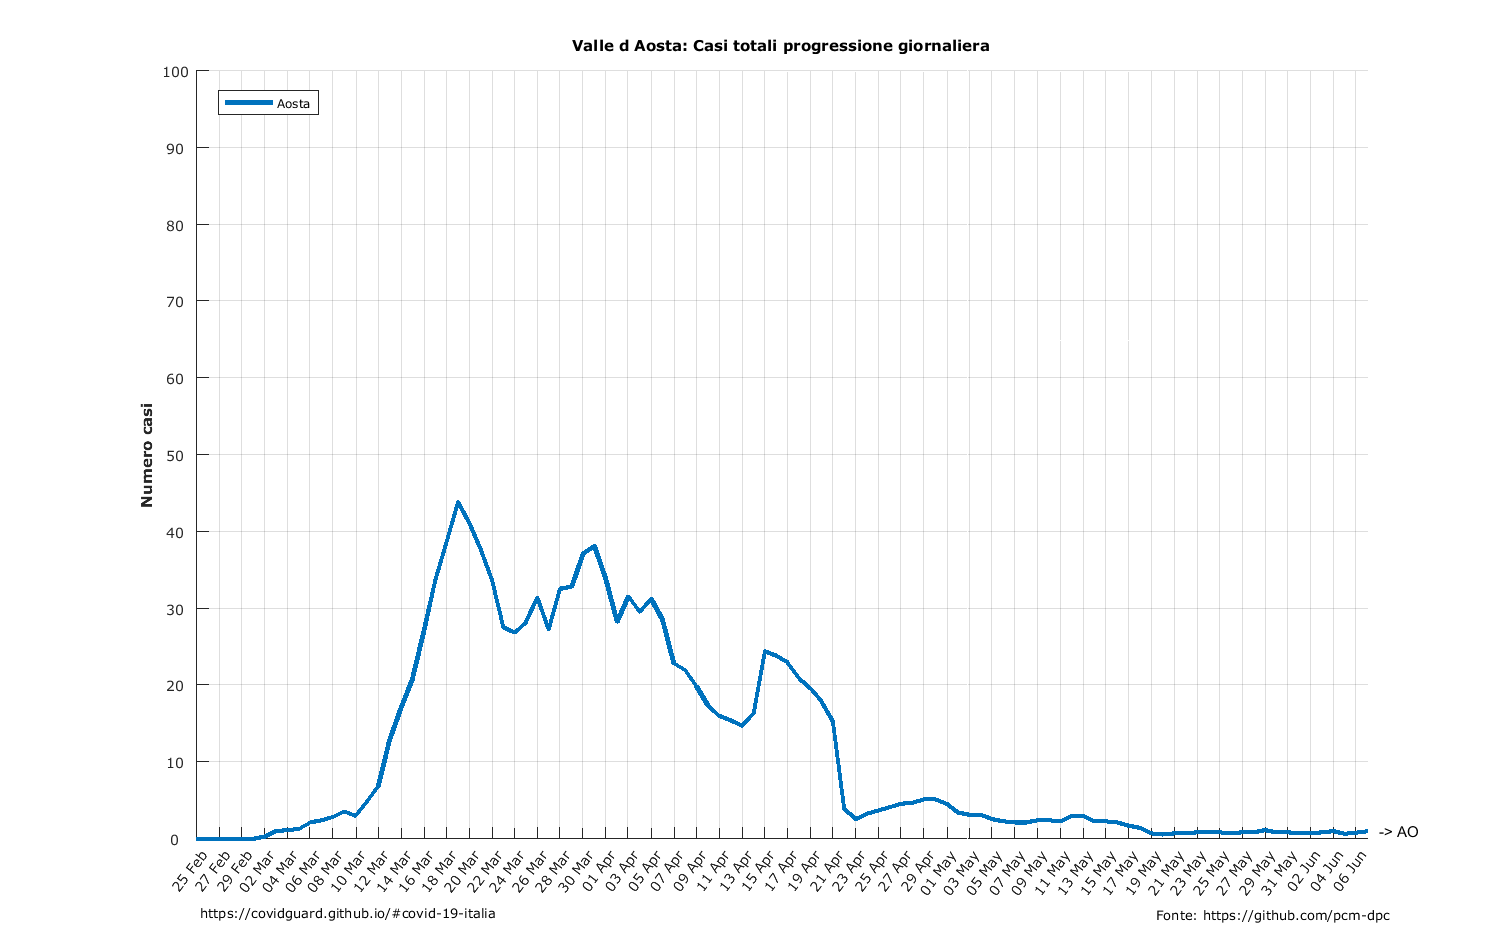 Valle d Aosta: Casi totali progressione giornaliera
Aosta
Numero casi
100
90
80
70
60
50
40
30
20
10
0
25 Feb
27 Feb
29 Feb
02 Mar
04 Mar
06 Mar
08 Mar
10 Mar
12 Mar
14 Mar
16 Mar
18 Mar
20 Mar
22 Mar
24 Mar
26 Mar
28 Mar
30 Mar
01 Apr
03 Apr
05 Apr
07 Apr
09 Apr
11 Apr
13 Apr
15 Apr
17 Apr
19 Apr
21 Apr
23 Apr
25 Apr
27 Apr
29 Apr
01 May
03 May
05 May
07 May
09 May
11 May
13 May
15 May
17 May
19 May
21 May
23 May
25 May
27 May
29 May
31 May
02 Jun
04 Jun
06 Jun
-> AO
https://covidguard.github.io/#covid-19-italia
Fonte: https://github.com/pcm-dpc